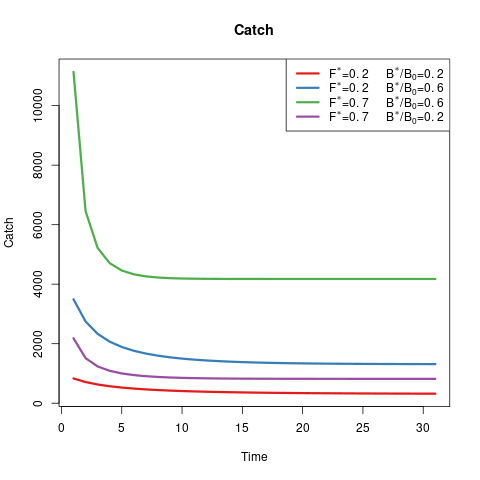 Catch
F*=0.2 B*/B₀=0.2
F*=0.2 B*/B₀=0.6
F*=0.7 B*/B₀=0.6
F*=0.7 B*/B₀=0.2
Catch
10000
8000
6000
4000
2000
0
0 5 10 15 20 25 30
Time